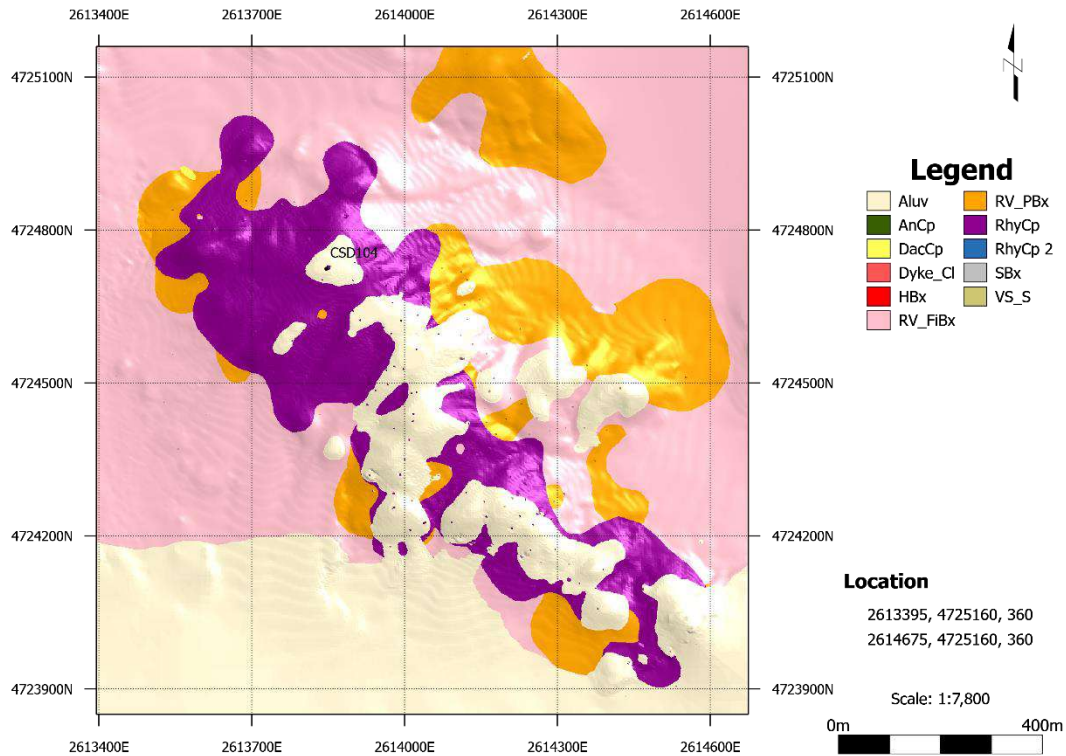 2613400E 2613700E 2614000E 2614300E 2614600E
4725100N 4725100N
N
Legend
Aluv RV_PBx
AnCp RhyCp
DacCp RhyCp 2
Dyke_Cl SBx
HBx VS_S
RV_FiBx
4724800N 4724800N
CSD104
4724500N 4724500N
4724200N 4724200N
Location
2613395, 4725160, 360
2614675, 4725160, 360
4723900N 4723900N
Scale: 1:7,800
0m 400m
2613400E 2613700E 2614000E 2614300E 2614600E